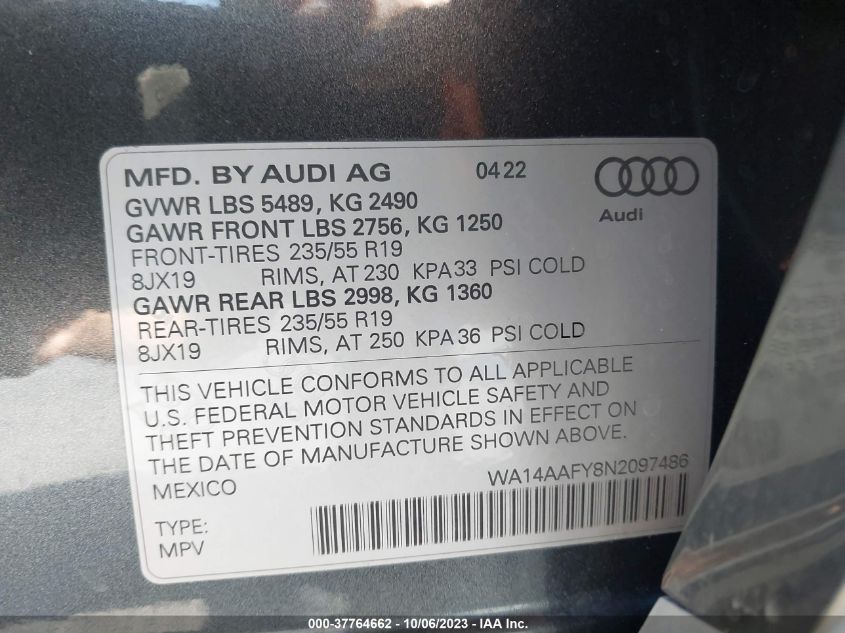 MFD. BY AUDI AG 0422
Audi
GVWR LBS 5489, KG 2490
GAWR FRONT LBS 2756, KG 1250
FRONT-TIRES 235/55 R19
8JX19 RIMS, AT 230 KPA 33 PSI COLD
GAWR REAR LBS 2998, KG 1360
REAR-TIRES 235/55 R19
8JX19 RIMS, AT 250 KPA 36 PSI COLD
THIS VEHICLE CONFORMS TO ALL APPLICABLE
U.S. FEDERAL MOTOR VEHICLE SAFETY AND
THEFT PREVENTION STANDARDS IN EFFECT ON
THE DATE OF MANUFACTURE SHOWN ABOVE.
WA14AAFY8N2097486
MEXICO
TYPE:
MPV
000-37764662 - 10/06/2023 - IAA Inc.